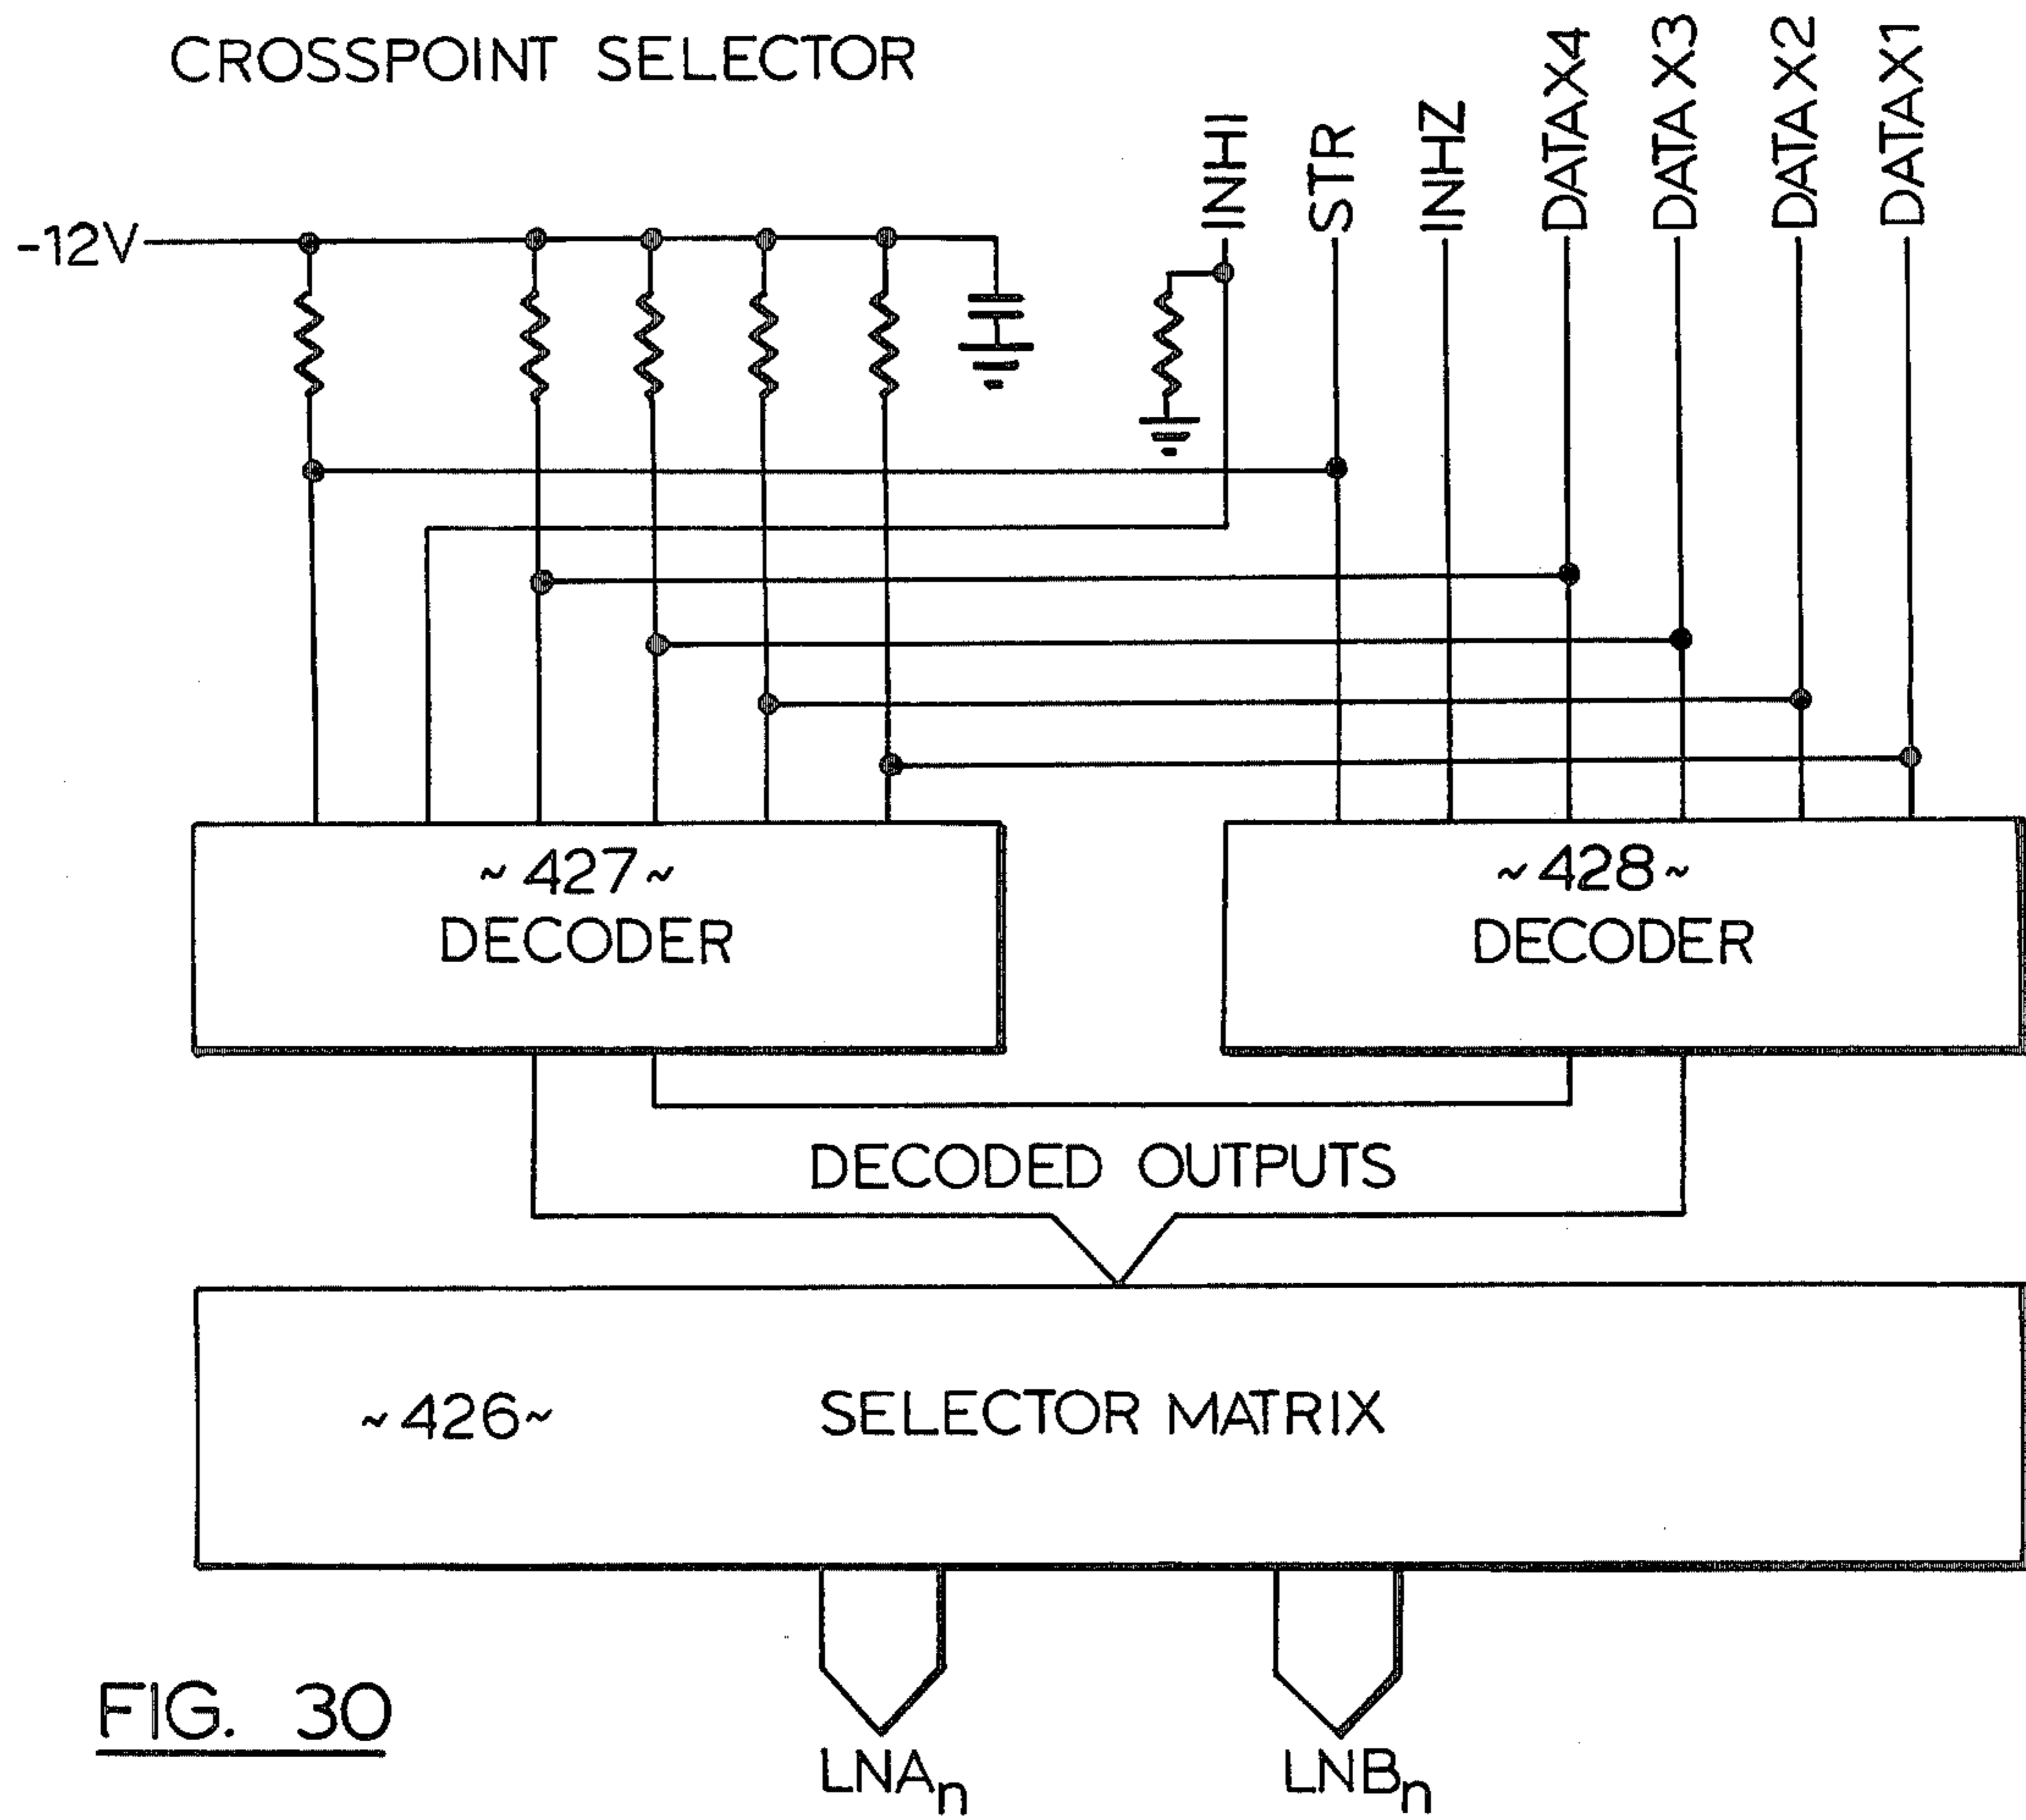 CROSSPOINT SELECTOR
-12V
INHI
STR
INHZ
DATAX4
DATAX3
DATAX2
DATAX1
~427~
DECODER
~428~
DECODER
DECODED OUTPUTS
~426~
SELECTOR MATRIX
FIG. 30
LNAn
LNBn